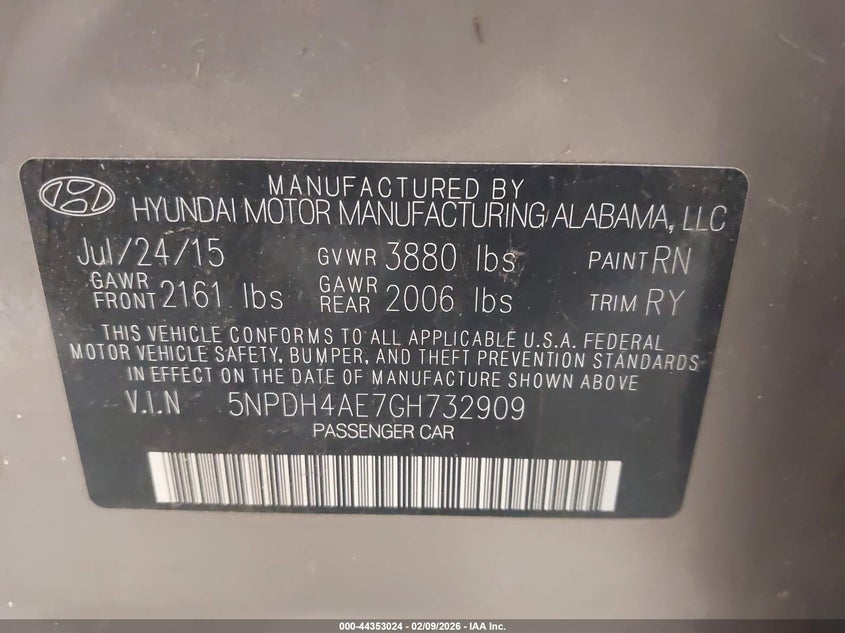 MANUFACTURED BY
HYUNDAI MOTOR MANUFACTURING ALABAMA, LLC
Jul/24/15 GVWR 3880 lbs PAINT RN
GAWR FRONT 2161 lbs GAWR REAR 2006 lbs TRIM RY
THIS VEHICLE CONFORMS TO ALL APPLICABLE U.S.A. FEDERAL
MOTOR VEHICLE SAFETY, BUMPER, AND THEFT PREVENTION STANDARDS
IN EFFECT ON THE DATE OF MANUFACTURE SHOWN ABOVE
V.I.N 5NPDH4AE7GH732909
PASSENGER CAR
000-44353024 - 02/09/2026 - IAA Inc.